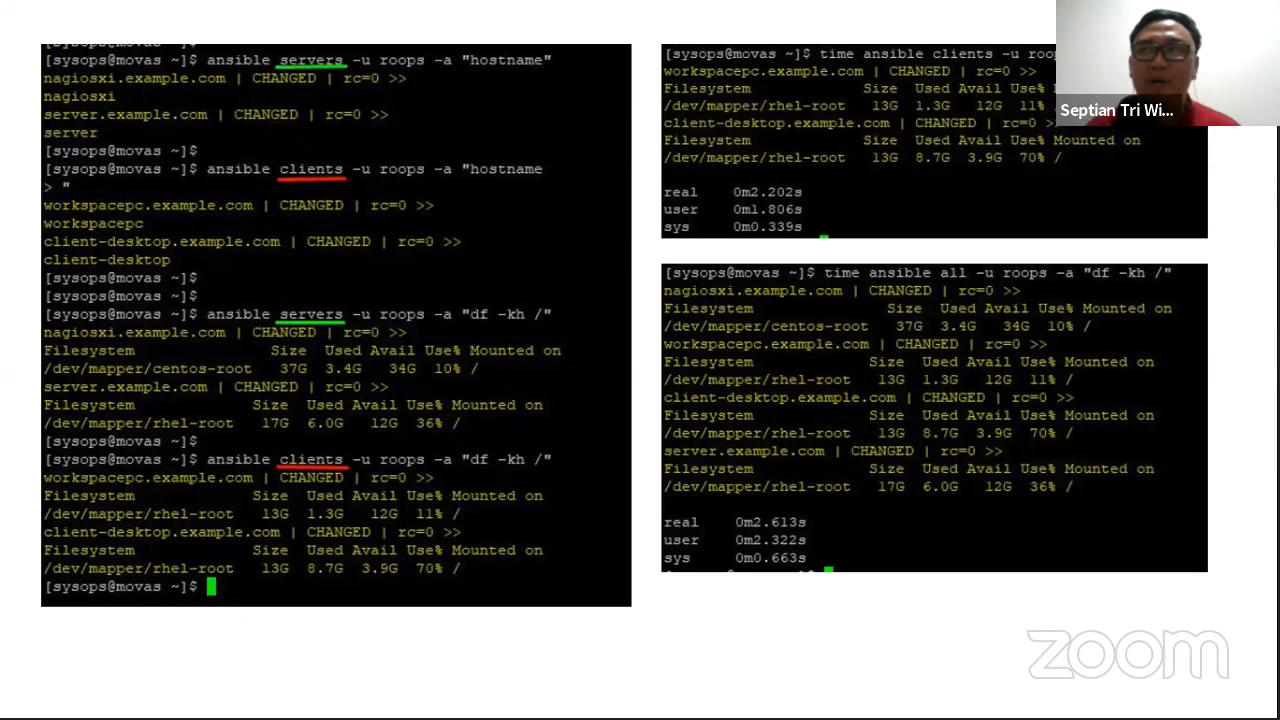 [sysops@movas ~]$ ansible servers -u roops -a "hostname"
nagiosxi.example.com | CHANGED | rc=0 >>
nagiosxi
server.example.com | CHANGED | rc=0 >>
server
[sysops@movas ~]$
[sysops@movas ~]$ ansible clients -u roops -a "hostname
> "
workspacepc.example.com | CHANGED | rc=0 >>
workspacepc
client-desktop.example.com | CHANGED | rc=0 >>
client-desktop
[sysops@movas ~]$
[sysops@movas ~]$
[sysops@movas ~]$ ansible servers -u roops -a "df -kh /"
nagiosxi.example.com | CHANGED | rc=0 >>
Filesystem Size Used Avail Use% Mounted on
/dev/mapper/centos-root 37G 3.4G 34G 10% /
server.example.com | CHANGED | rc=0 >>
Filesystem Size Used Avail Use% Mounted on
/dev/mapper/rhel-root 17G 6.0G 12G 36% /
[sysops@movas ~]$
[sysops@movas ~]$ ansible clients -u roops -a "df -kh /"
workspacepc.example.com | CHANGED | rc=0 >>
Filesystem Size Used Avail Use% Mounted on
/dev/mapper/rhel-root 13G 1.3G 12G 11% /
client-desktop.example.com | CHANGED | rc=0 >>
Filesystem Size Used Avail Use% Mounted on
/dev/mapper/rhel-root 13G 8.7G 3.9G 70% /
[sysops@movas ~]$
[sysops@movas ~]$ time ansible clients -u roo
workspacepc.example.com | CHANGED | rc=0 >>
Filesystem Size Used Avail Use% M
/dev/mapper/rhel-root 13G 1.3G 12G 11%
client-desktop.example.com | CHANGED | rc=0 >
Filesystem Size Used Avail Use% Mounted on
/dev/mapper/rhel-root 13G 8.7G 3.9G 70% /
real 0m2.202s
user 0m1.806s
sys 0m0.339s
Septian Tri Wi...
[sysops@movas ~]$ time ansible all -u roops -a "df -kh /"
nagiosxi.example.com | CHANGED | rc=0 >>
Filesystem Size Used Avail Use% Mounted on
/dev/mapper/centos-root 37G 3.4G 34G 10% /
workspacepc.example.com | CHANGED | rc=0 >>
Filesystem Size Used Avail Use% Mounted on
/dev/mapper/rhel-root 13G 1.3G 12G 11% /
client-desktop.example.com | CHANGED | rc=0 >>
Filesystem Size Used Avail Use% Mounted on
/dev/mapper/rhel-root 13G 8.7G 3.9G 70% /
server.example.com | CHANGED | rc=0 >>
Filesystem Size Used Avail Use% Mounted on
/dev/mapper/rhel-root 17G 6.0G 12G 36% /
real 0m2.613s
user 0m2.322s
sys 0m0.663s
zoom